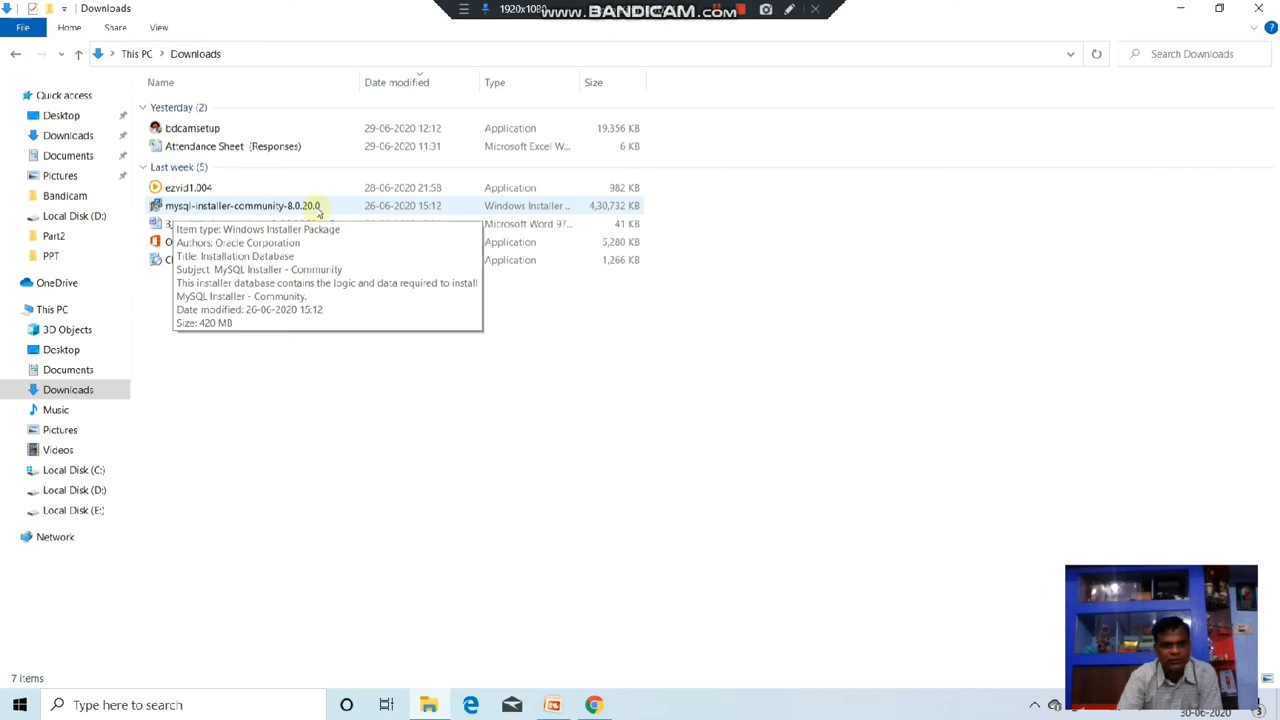 Downloads
1920x1080
WWW.BANDICAM.COM
File
Home
Share
View
This PC
Downloads
Search Downloads
Name
Date modified
Type
Size
Quick access
Desktop
Downloads
Documents
Pictures
Bandicam
Local Disk (D:)
Part2
PPT
OneDrive
This PC
3D Objects
Desktop
Documents
Downloads
Music
Pictures
Videos
Local Disk (C:)
Local Disk (D:)
Local Disk (E:)
Network
Yesterday (2)
bdcamsetup 29-06-2020 12:12 Application 19,356 KB
Attendance Sheet (Responses) 29-06-2020 11:31 Microsoft Excel W... 6 KB
Last week (5)
ezvid1.004 28-06-2020 21:58 Application 982 KB
mysql-installer-community-8.0.20.0 26-06-2020 15:12 Windows Installer ... 4,30,732 KB
Microsoft Word 97... 41 KB
Application 5,280 KB
Application 1,266 KB
Item type: Windows Installer Package
Authors: Oracle Corporation
Title: Installation Database
Subject: MySQL Installer - Community
This installer database contains the logic and data required to install
MySQL Installer - Community.
Date modified: 26-06-2020 15:12
Size: 420 MB
7 items
Type here to search
30-06-2020
3